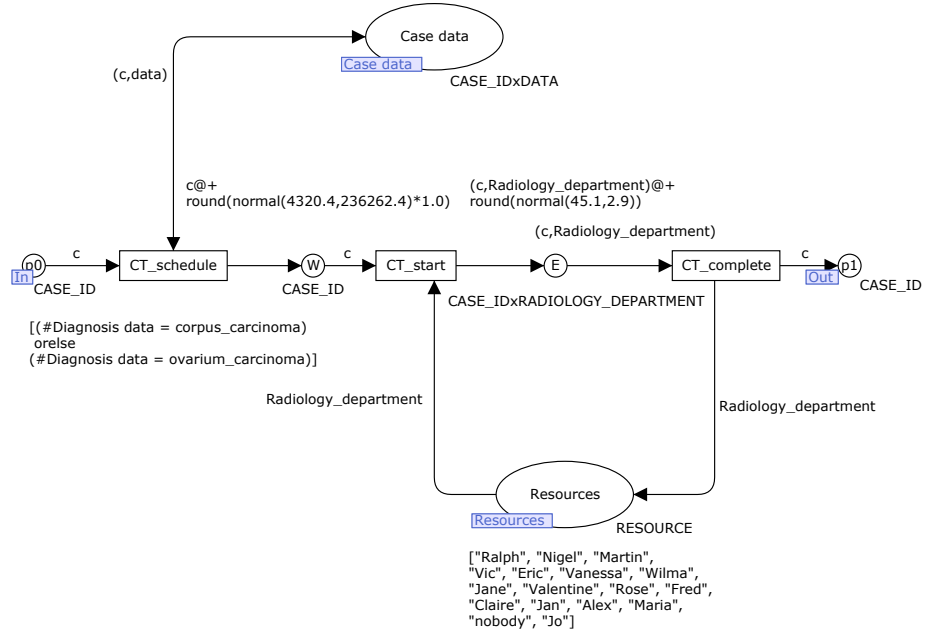 Case data
Case data
CASE_IDxDATA
(c,data)
c@+
round(normal(4320.4,236262.4)*1.0)
(c,Radiology_department)@+
round(normal(45.1,2.9))
(c,Radiology_department)
p0
In
c
CT_schedule
W
c
CT_start
E
CT_complete
c
p1
Out
CASE_ID
CASE_ID
CASE_IDxRADIOLOGY_DEPARTMENT
CASE_ID
[(#Diagnosis data = corpus_carcinoma)
orelse
(#Diagnosis data = ovarium_carcinoma)]
Radiology_department
Radiology_department
Resources
Resources
RESOURCE
["Ralph", "Nigel", "Martin",
"Vic", "Eric", "Vanessa", "Wilma",
"Jane", "Valentine", "Rose", "Fred",
"Claire", "Jan", "Alex", "Maria",
"nobody", "Jo"]